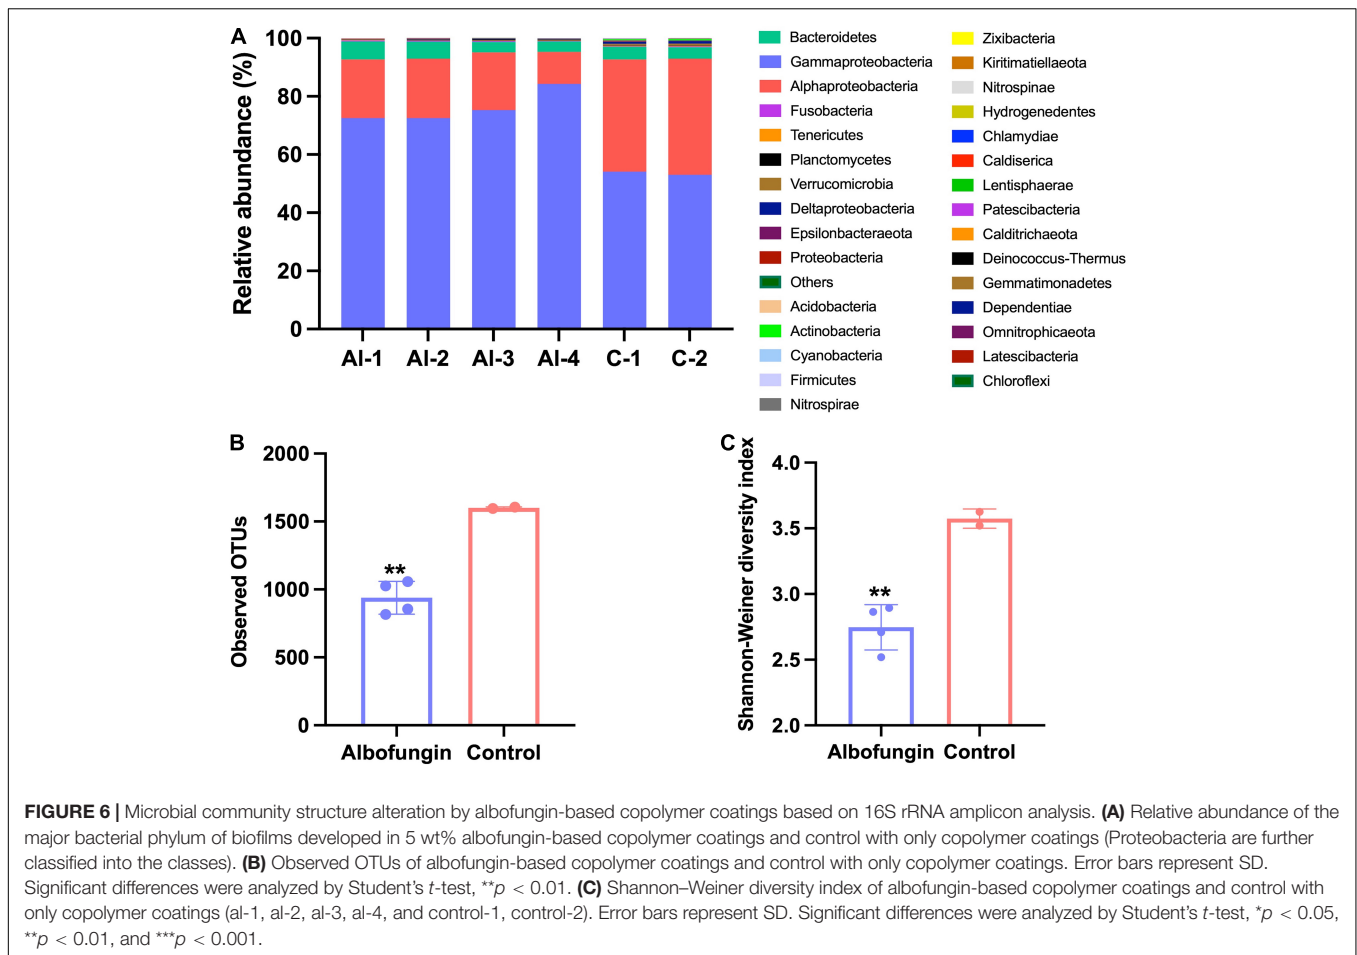 A
Relative abundance (%)
100
80
60
40
20
0
Al-1 Al-2 Al-3 Al-4 C-1 C-2
Bacteroidetes
Gammaproteobacteria
Alphaproteobacteria
Fusobacteria
Tenericutes
Planctomycetes
Verrucomicrobia
Deltaproteobacteria
Epsilonbacteraeota
Proteobacteria
Others
Acidobacteria
Actinobacteria
Cyanobacteria
Firmicutes
Nitrospirae
Zixibacteria
Kiritimatiellaeota
Nitrospinae
Hydrogenedentes
Chlamydiae
Caldiserica
Lentisphaerae
Patescibacteria
Calditrichaeota
Deinococcus-Thermus
Gemmatimonadetes
Dependentiae
Omnitrophicaeota
Latescibacteria
Chloroflexi
B
Observed OTUs
2000
1500
1000
500
0
**
Albofungin Control
C
Shannon-Weiner diversity index
4.0
3.5
3.0
2.5
2.0
**
Albofungin Control
FIGURE 6 | Microbial community structure alteration by albofungin-based copolymer coatings based on 16S rRNA amplicon analysis. (A) Relative abundance of the
major bacterial phylum of biofilms developed in 5 wt% albofungin-based copolymer coatings and control with only copolymer coatings (Proteobacteria are further
classified into the classes). (B) Observed OTUs of albofungin-based copolymer coatings and control with only copolymer coatings. Error bars represent SD.
Significant differences were analyzed by Student's t-test, **p < 0.01. (C) Shannon–Weiner diversity index of albofungin-based copolymer coatings and control with
only copolymer coatings (al-1, al-2, al-3, al-4, and control-1, control-2). Error bars represent SD. Significant differences were analyzed by Student's t-test, *p < 0.05,
**p < 0.01, and ***p < 0.001.